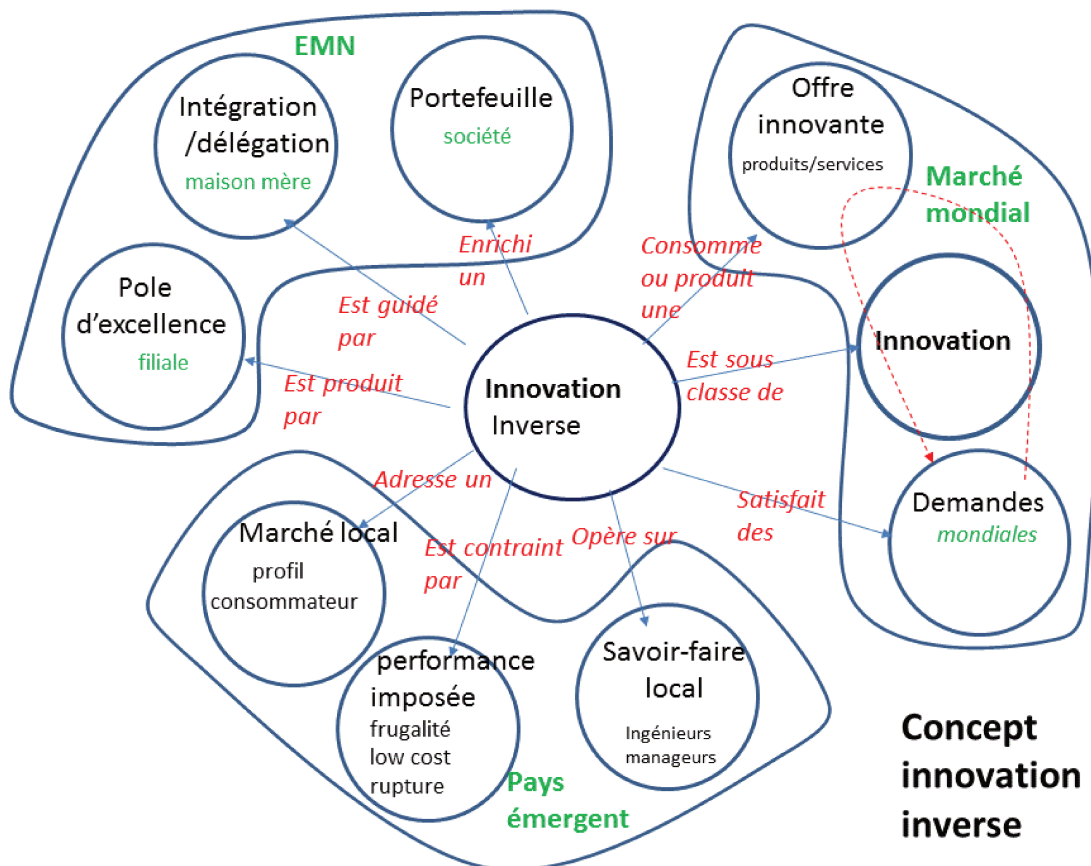 EMN
Intégration
/délégation
maison mère
Portefeuille
société
Pole
d'excellence
filiale
Offre
innovante
produits/services
Marché
mondial
Innovation
Demandes
mondiales
Enrichi
un
Est guidé
par
Est produit
par
Consomme
ou produit
une
Est sous
classe de
Innovation
Inverse
Adresse un
Est contraint
par
Opère sur
Satisfait
des
Marché local
profil
consommateur
performance
imposée
frugalité
low cost
rupture
Savoir-faire
local
Ingénieurs
manageurs
Pays
émergent
Concept
innovation
inverse